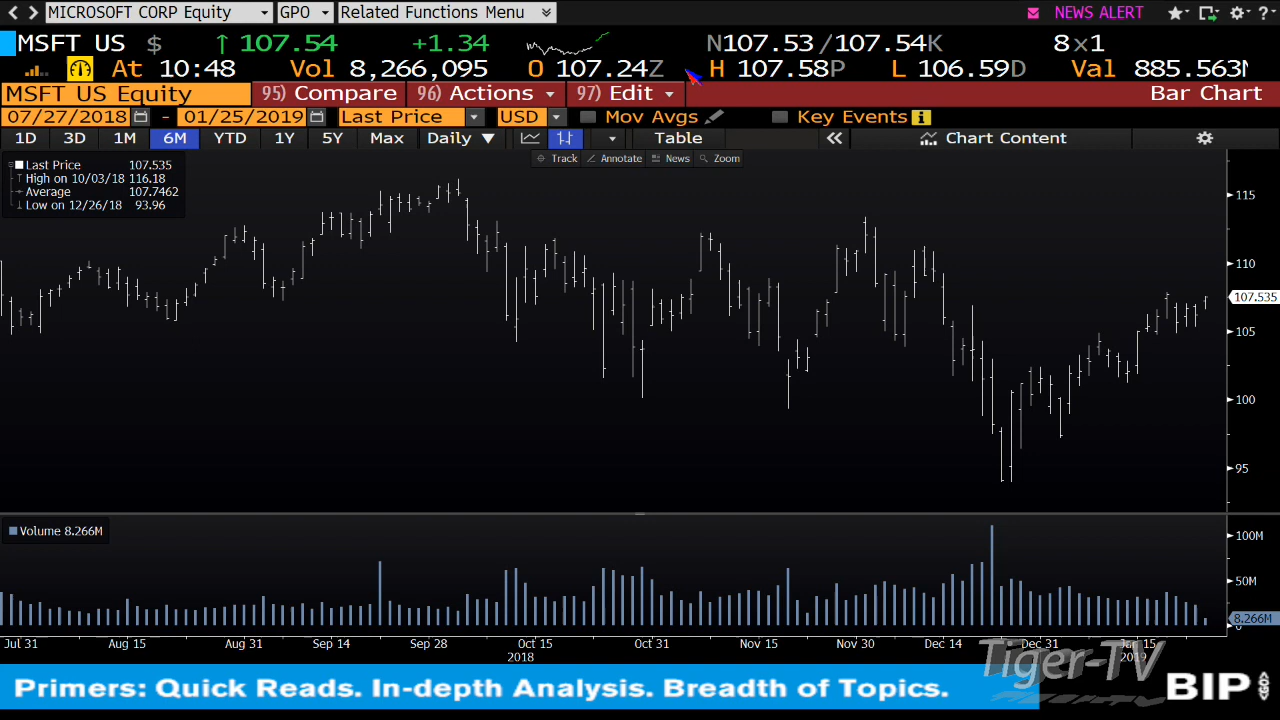 MICROSOFT CORP Equity GPO Related Functions Menu NEWS ALERT ?
MSFT US $ ↑ 107.54 +1.34 N107.53 /107.54K 8×1
At 10:48 Vol 8,266,095 O 107.24Z H 107.58P L 106.59D Val 885.563M
MSFT US Equity 95) Compare 96) Actions 97) Edit Bar Chart
07/27/2018 - 01/25/2019 Last Price USD Mov Avgs Key Events i
1D 3D 1M 6M YTD 1Y 5Y Max Daily ▼ Table « Chart Content
Track Annotate News Zoom
Last Price 107.535
High on 10/03/18 116.18
Average 107.7462
Low on 12/26/18 93.96
115
110
107.535
105
100
95
Volume 8.266M
100M
50M
8.266M
0
Jul 31 Aug 15 Aug 31 Sep 14 Sep 28 Oct 15 Oct 31 Nov 15 Nov 30 Dec 14 Dec 31 Jan 15
2018 2019
Tiger-TV
Primers: Quick Reads. In-depth Analysis. Breadth of Topics.
BIP